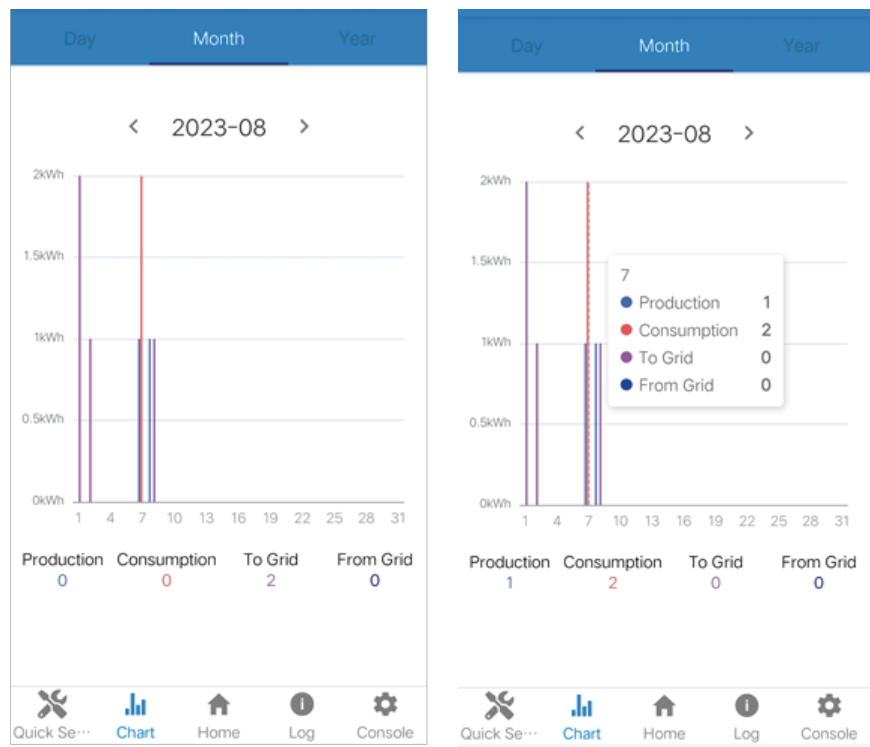 Day Month Year
2023-08
2kWh
1.5kWh
1kWh
0.5kWh
0kWh
1 4 7 10 13 16 19 22 25 28 31
Production Consumption To Grid From Grid
0 0 2 0
Quick Se··· Chart Home Log Console
Day Month Year
2023-08
2kWh
1.5kWh
1kWh
0.5kWh
0kWh
7
Production 1
Consumption 2
To Grid 0
From Grid 0
1 4 7 10 13 16 19 22 25 28 31
Production Consumption To Grid From Grid
1 2 0 0
Quick Se··· Chart Home Log Console